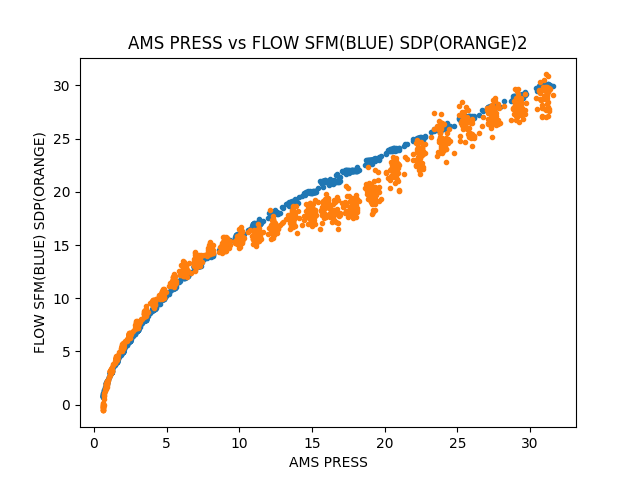 AMS PRESS vs FLOW SFM(BLUE) SDP(ORANGE)2
FLOW SFM(BLUE) SDP(ORANGE)
30
25
20
15
10
5
0
0 5 10 15 20 25 30
AMS PRESS